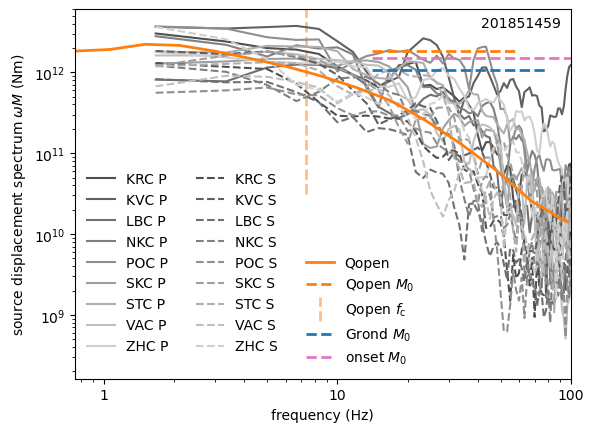 201851459
source displacement spectrum ωM (Nm)
10¹²
10¹¹
10¹⁰
10⁹
KRC P
KVC P
LBC P
NKC P
POC P
SKC P
STC P
VAC P
ZHC P
KRC S
KVC S
LBC S
NKC S
POC S
SKC S
STC S
VAC S
ZHC S
Qopen
Qopen M₀
Qopen f_c
Grond M₀
onset M₀
1
10
100
frequency (Hz)